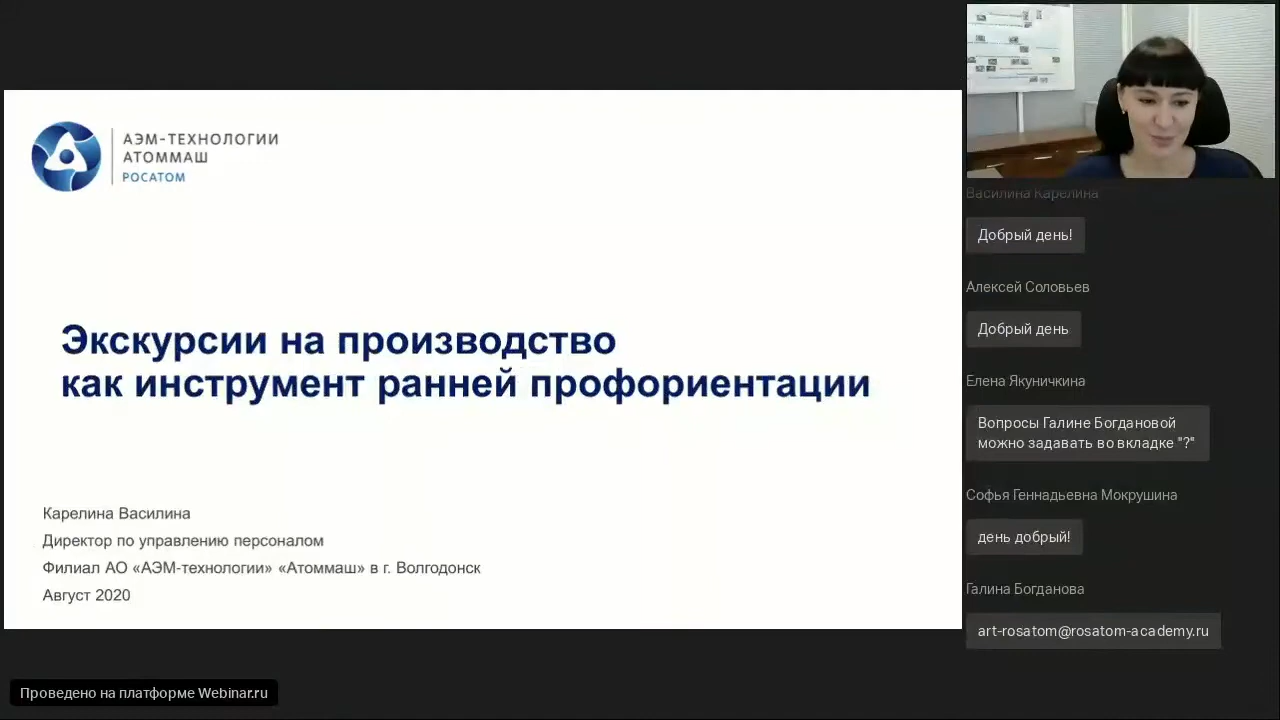 АЭМ-ТЕХНОЛОГИИ
АТОММАШ
РОСАТОМ
Экскурсии на производство
как инструмент ранней профориентации
Карелина Василина
Директор по управлению персоналом
Филиал АО «АЭМ-технологии» «Атоммаш» в г. Волгодонск
Август 2020
Василина Карелина
Добрый день!
Алексей Соловьев
Добрый день
Елена Якуничкина
Вопросы Галине Богдановой
можно задавать во вкладке "?"
Софья Геннадьевна Мокрушина
день добрый!
Галина Богданова
art-rosatom@rosatom-academy.ru
Проведено на платформе Webinar.ru